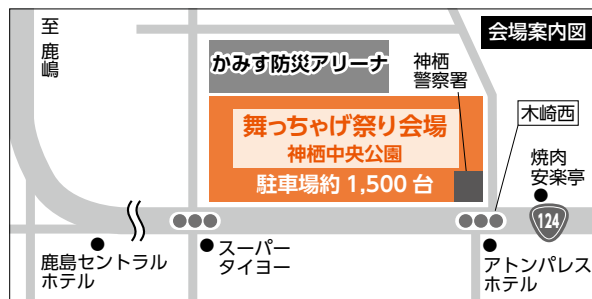 会場案内図
至
鹿嶋
かみす防災アリーナ
神栖
警察署
舞っちゃげ祭り会場
神栖中央公園
駐車場約 1,500 台
木崎西
焼肉
安楽亭
124
鹿島セントラル
ホテル
スーパー
タイヨー
アトンパレス
ホテル